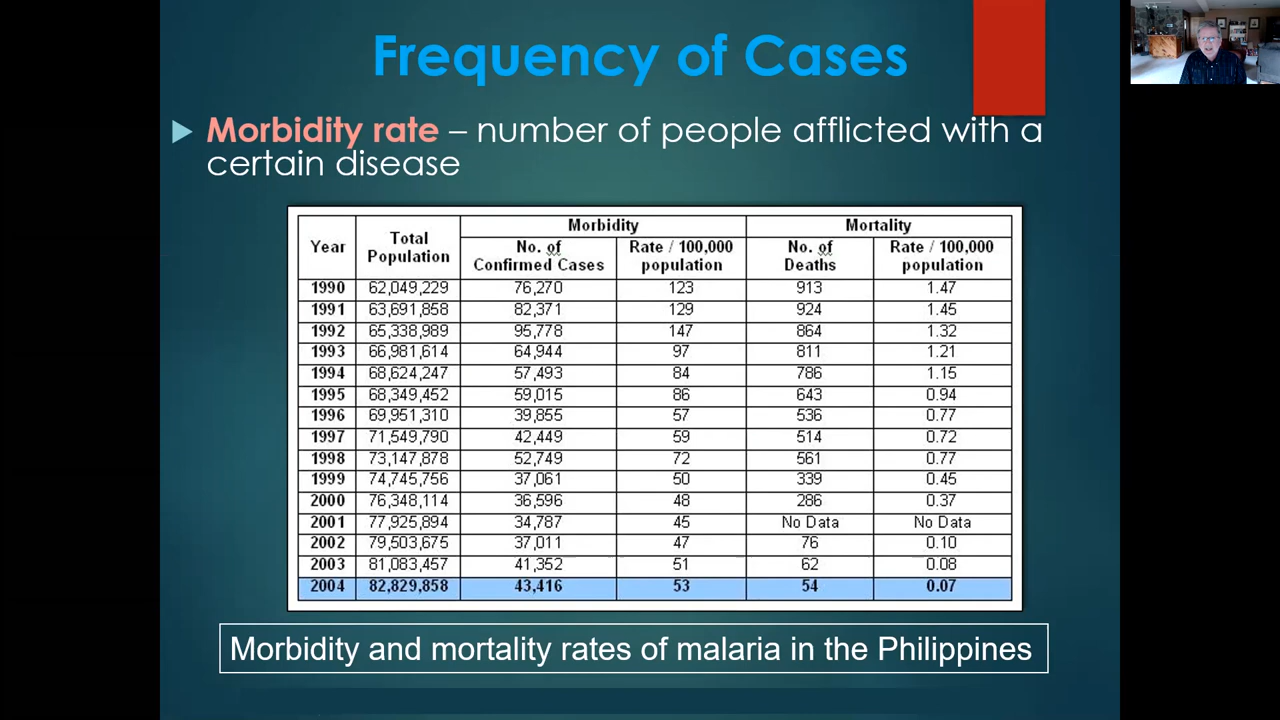 Frequency of Cases
Morbidity rate – number of people afflicted with a
certain disease
Year Total Population Morbidity Mortality
No. of Confirmed Cases Rate / 100,000 population No. of Deaths Rate / 100,000 population
1990 62,049,229 76,270 123 913 1.47
1991 63,691,858 82,371 129 924 1.45
1992 65,338,989 95,778 147 864 1.32
1993 66,981,614 64,944 97 811 1.21
1994 68,624,247 57,493 84 786 1.15
1995 68,349,452 59,015 86 643 0.94
1996 69,951,310 39,855 57 536 0.77
1997 71,549,790 42,449 59 514 0.72
1998 73,147,878 52,749 72 561 0.77
1999 74,745,756 37,061 50 339 0.45
2000 76,348,114 36,596 48 286 0.37
2001 77,925,894 34,787 45 No Data No Data
2002 79,503,675 37,011 47 76 0.10
2003 81,083,457 41,352 51 62 0.08
2004 82,829,858 43,416 53 54 0.07
Morbidity and mortality rates of malaria in the Philippines